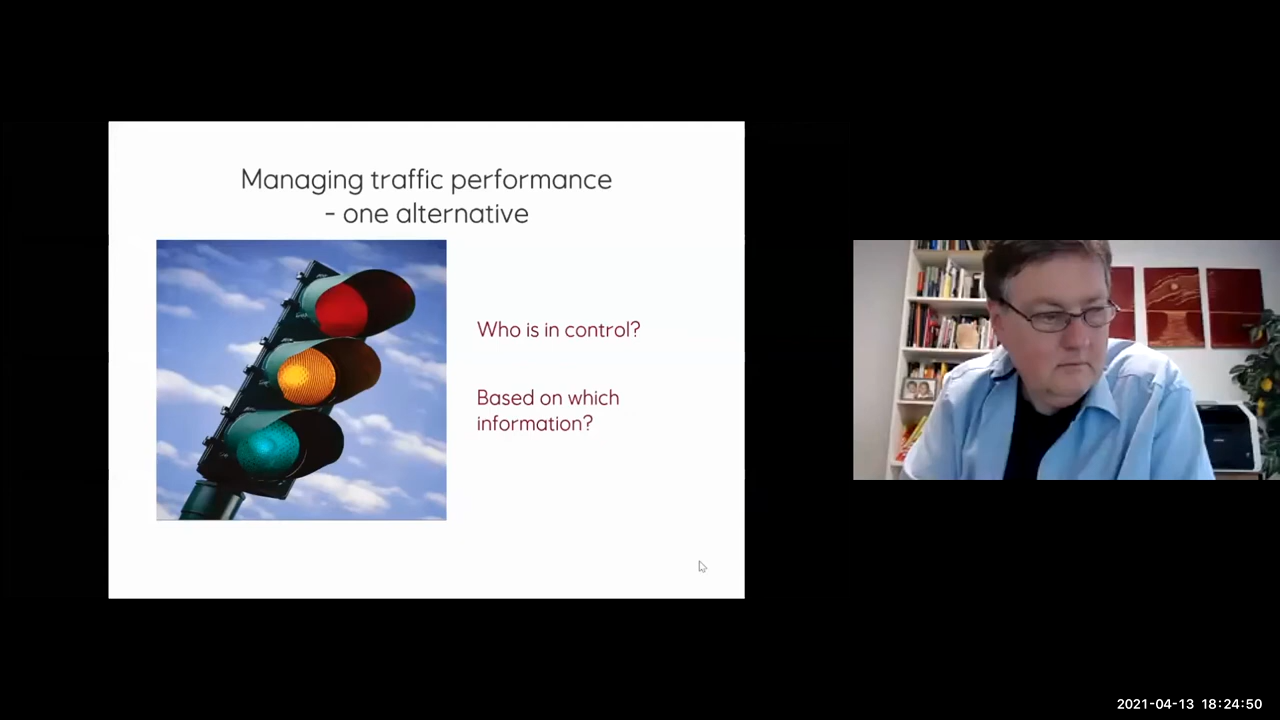 Managing traffic performance
- one alternative
Who is in control?
Based on which
information?
2021-04-13 18:24:50